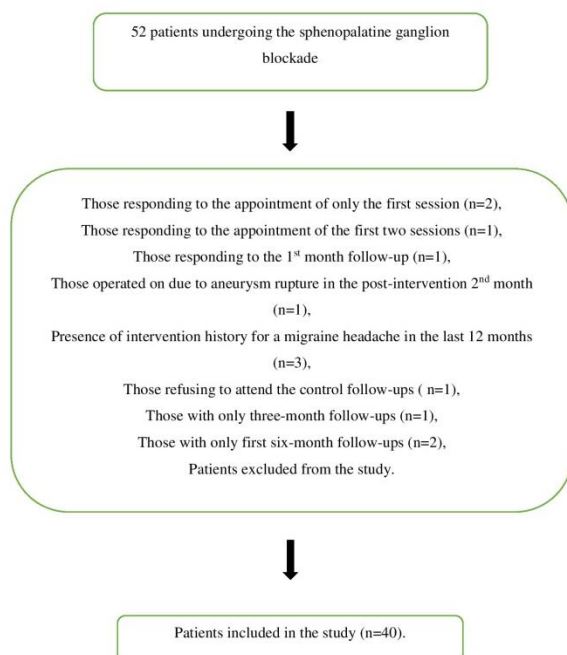 52 patients undergoing the sphenopalatine ganglion
blockade
Those responding to the appointment of only the first session (n=2),
Those responding to the appointment of the first two sessions (n=1),
Those responding to the 1st month follow-up (n=1),
Those operated on due to aneurysm rupture in the post-intervention 2nd month
(n=1),
Presence of intervention history for a migraine headache in the last 12 months
(n=3),
Those refusing to attend the control follow-ups ( n=1),
Those with only three-month follow-ups (n=1),
Those with only first six-month follow-ups (n=2),
Patients excluded from the study.
Patients included in the study (n=40).